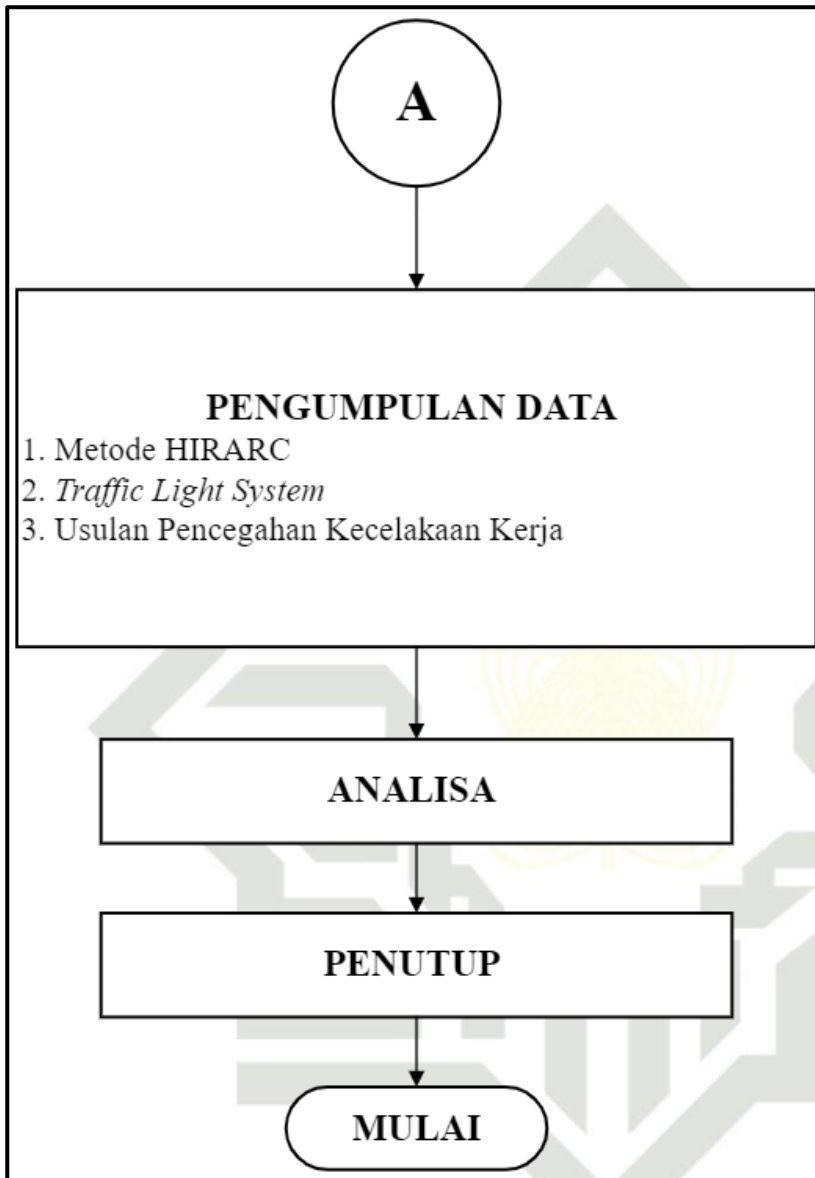 A
PENGUMPULAN DATA
1. Metode HIRARC
2. Traffic Light System
3. Usulan Pencegahan Kecelakaan Kerja
ANALISA
PENUTUP
MULAI